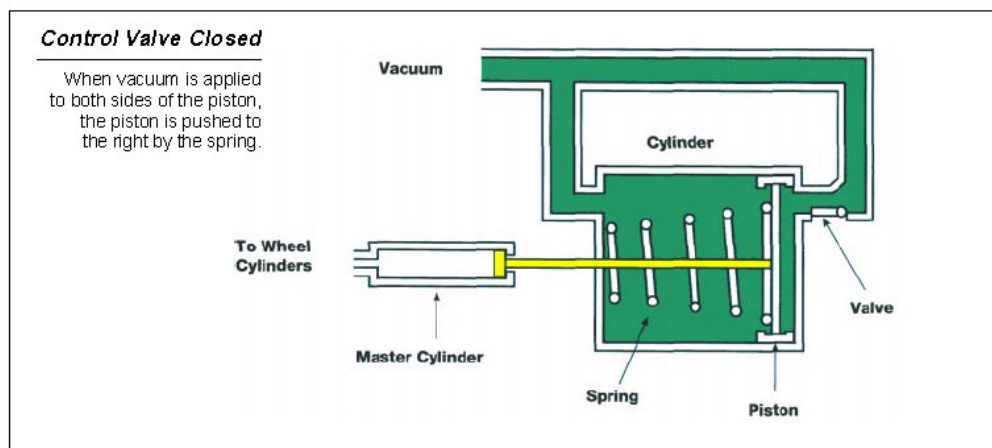 Control Valve Closed
When vacuum is applied
to both sides of the piston,
the piston is pushed to
the right by the spring.
Vacuum
Cylinder
To Wheel
Cylinders
Valve
Master Cylinder
Spring
Piston